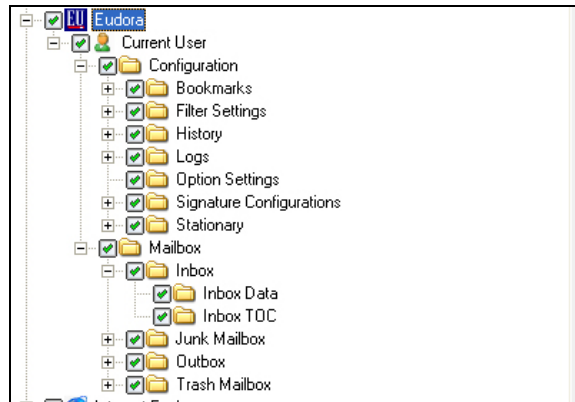 EU Eudora
Current User
Configuration
Bookmarks
Filter Settings
History
Logs
Option Settings
Signature Configurations
Stationary
Mailbox
Inbox
Inbox Data
Inbox TOC
Junk Mailbox
Outbox
Trash Mailbox